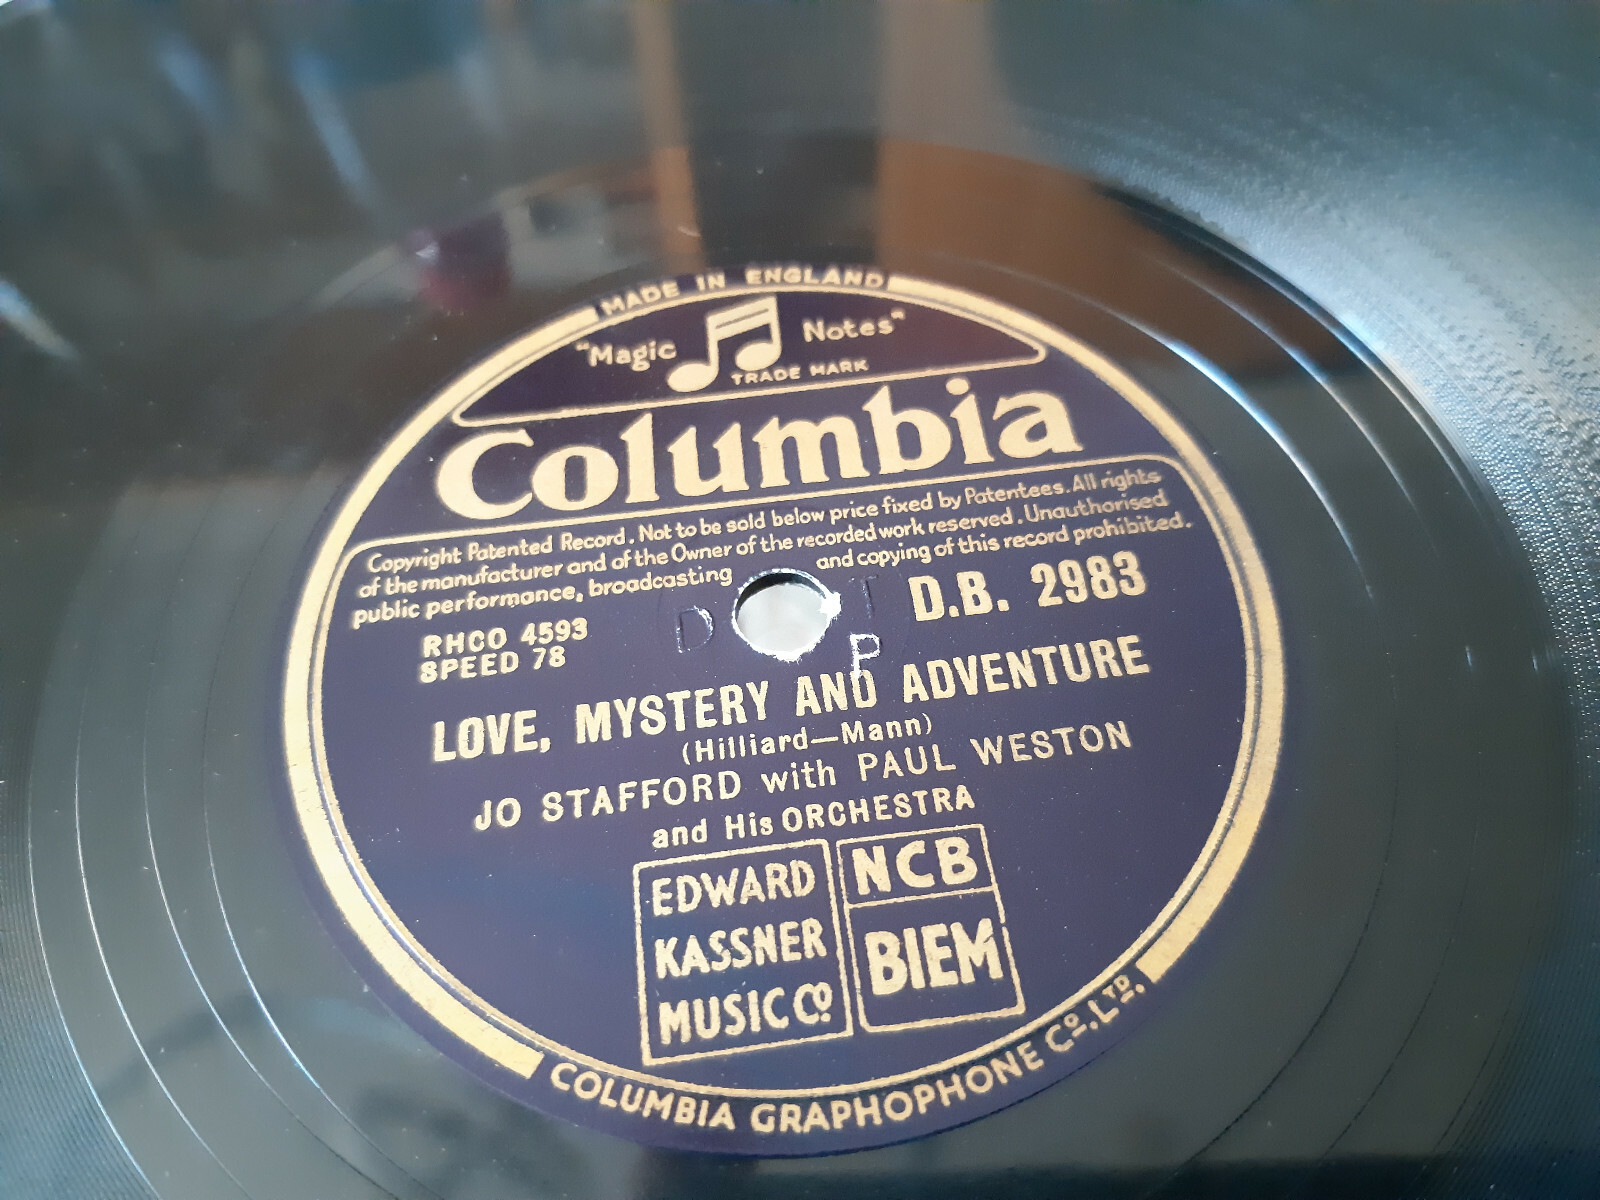 MADE IN ENGLAND
"Magic Notes"
TRADE MARK
Columbia
Copyright Patented Record. Not to be sold below price fixed by Patentees. All rights
of the manufacturer and of the Owner of the recorded work reserved. Unauthorised
public performance, broadcasting and copying of this record prohibited.
RHCO 4593
SPEED 78
D.B. 2983
D T
P
LOVE, MYSTERY AND ADVENTURE
(Hilliard—Mann)
JO STAFFORD with PAUL WESTON
and His ORCHESTRA
EDWARD
KASSNER
MUSIC Cº
NCB
BIEM
COLUMBIA GRAPHOPHONE Cº. LTD.